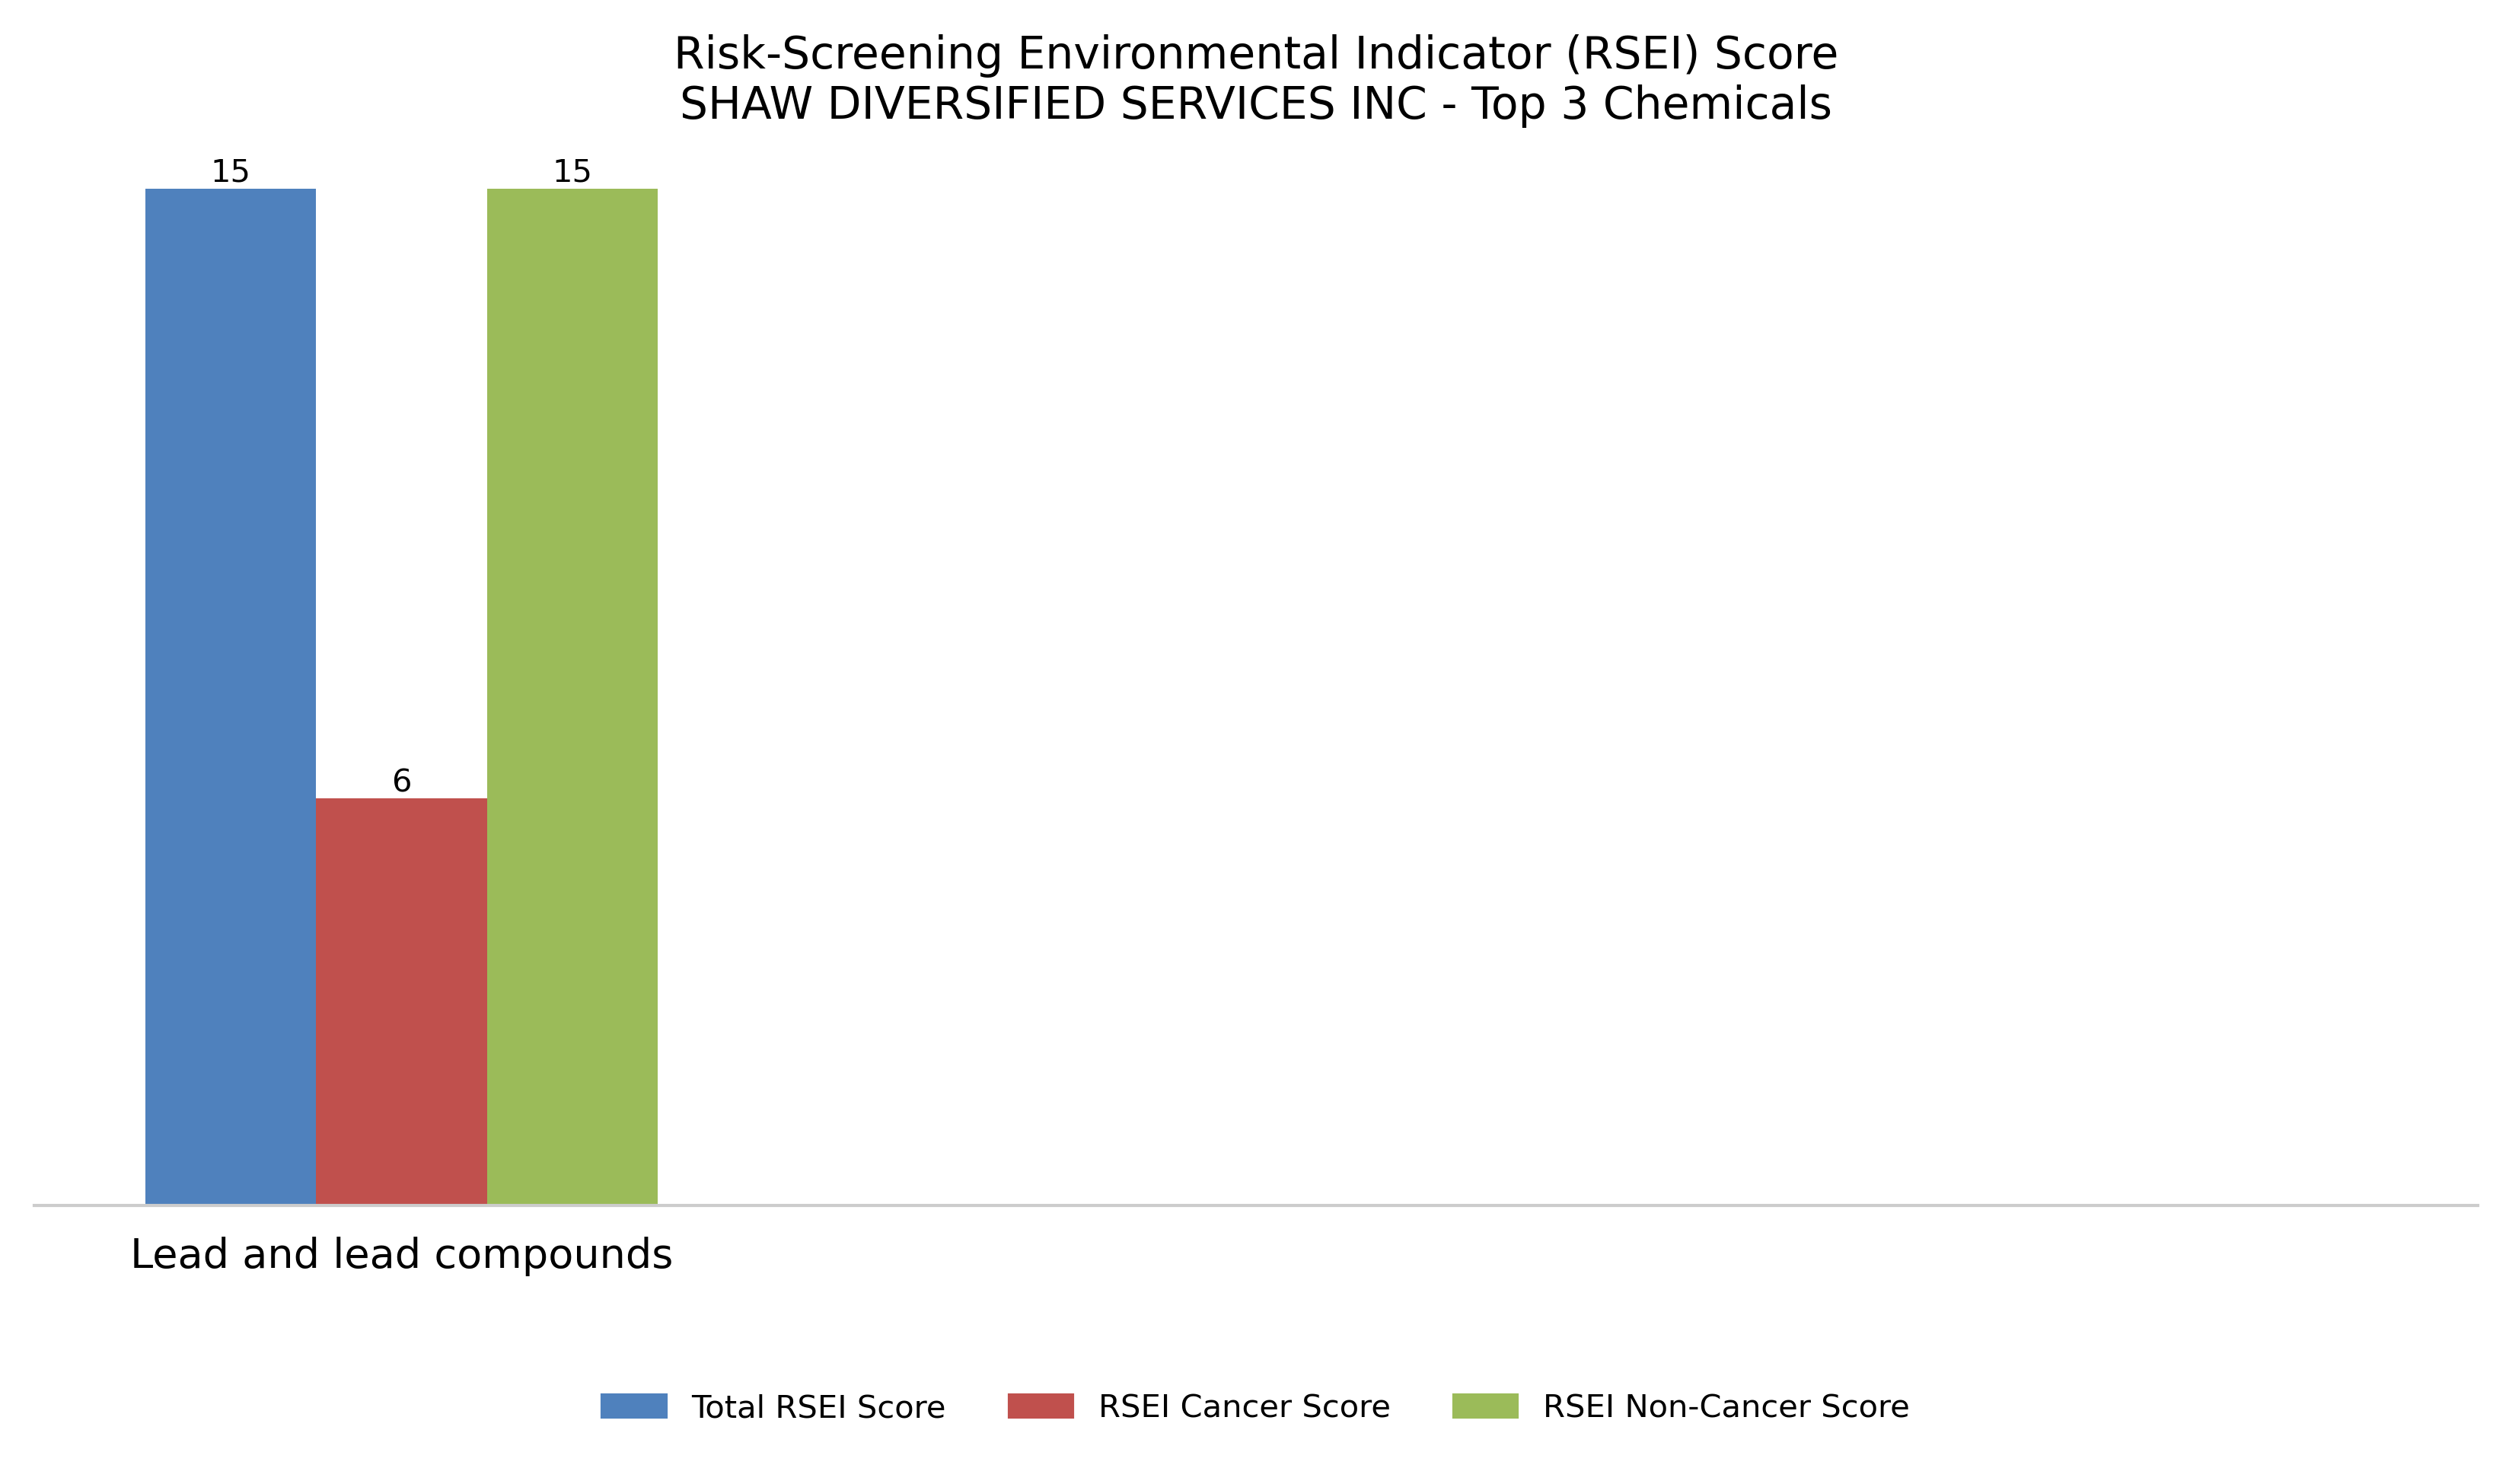 Risk-Screening Environmental Indicator (RSEI) Score
SHAW DIVERSIFIED SERVICES INC - Top 3 Chemicals
15
15
6
Lead and lead compounds
Total RSEI Score
RSEI Cancer Score
RSEI Non-Cancer Score